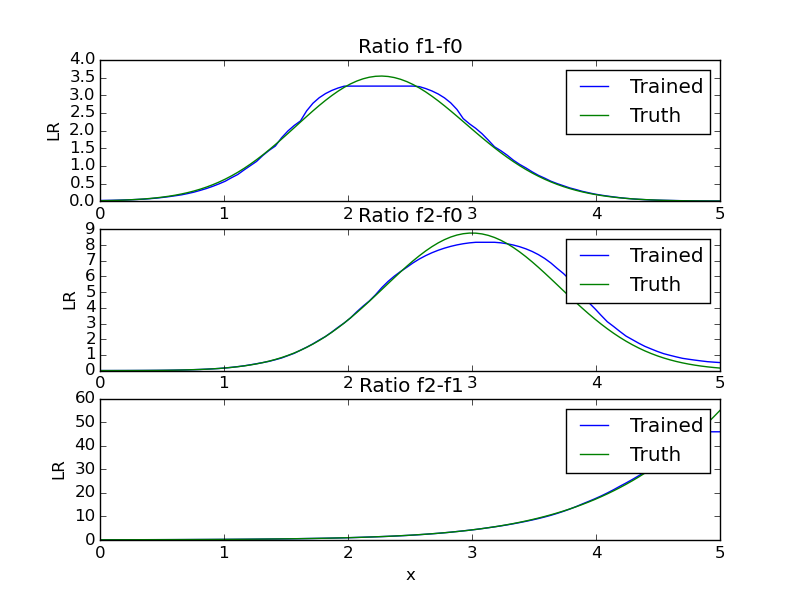 Ratio f1-f0
4.0
3.5
3.0
2.5
2.0
1.5
1.0
0.5
0.0
LR
Trained
Truth
0 1 2 3 4 5
Ratio f2-f0
9
8
7
6
5
4
3
2
1
0
LR
Trained
Truth
0 1 2 3 4 5
Ratio f2-f1
60
50
40
30
20
10
0
LR
Trained
Truth
0 1 2 3 4 5
x